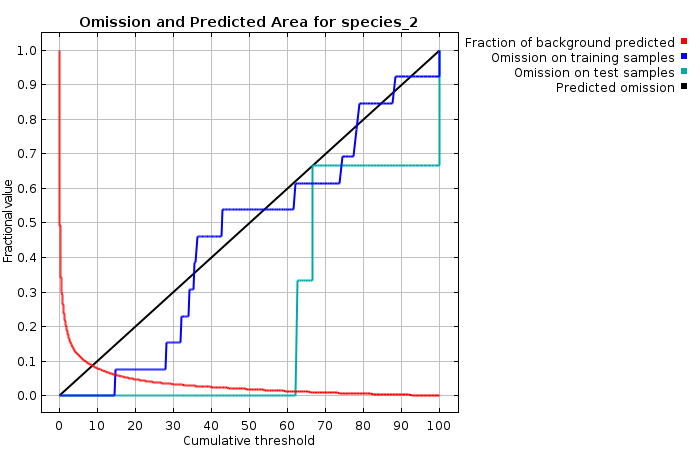 Omission and Predicted Area for species_2
Fraction of background predicted
Omission on training samples
Omission on test samples
Predicted omission
Fractional value
1.0
0.9
0.8
0.7
0.6
0.5
0.4
0.3
0.2
0.1
0.0
0 10 20 30 40 50 60 70 80 90 100
Cumulative threshold